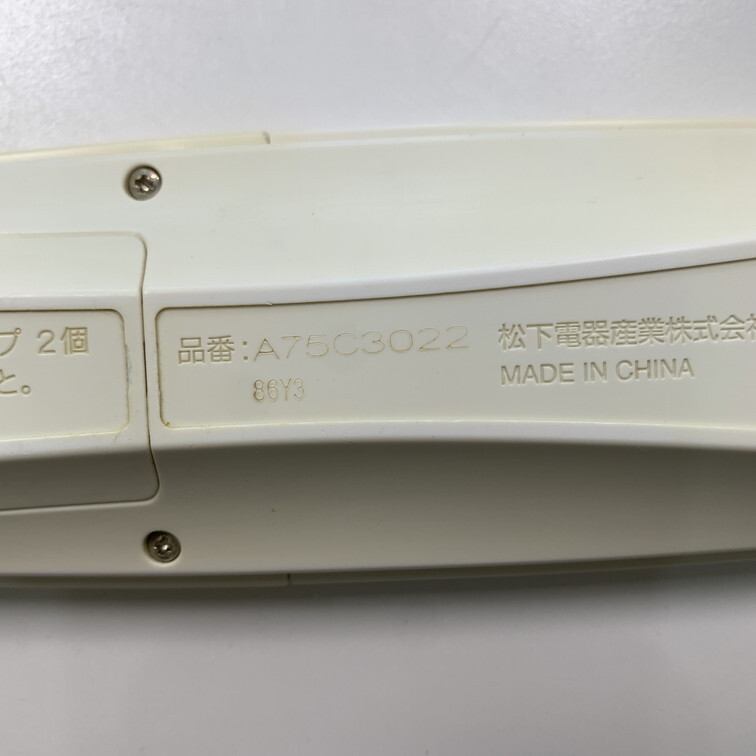 プ 2個
と。
品番:A75C3022
86Y3
松下電器産業株式会社
MADE IN CHINA